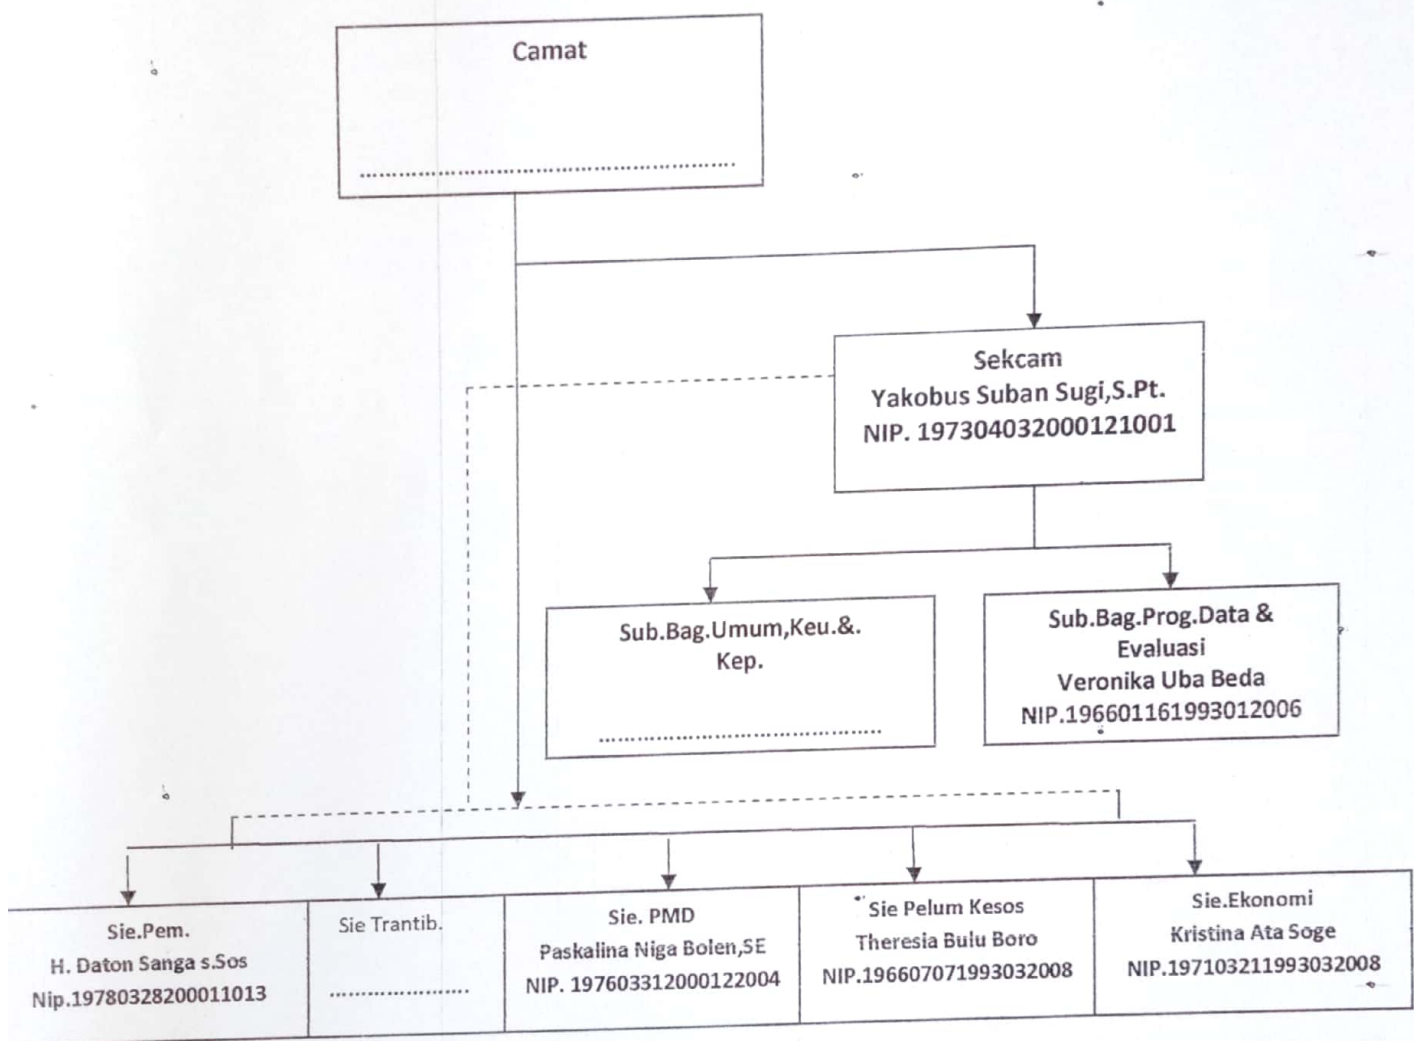 Camat
................................................
Sekcam
Yakobus Suban Sugi,S.Pt.
NIP. 197304032000121001
Sub.Bag.Umum,Keu.&.
Kep.
............................................
Sub.Bag.Prog.Data &
Evaluasi
Veronika Uba Beda
NIP.196601161993012006
Sie.Pem.
H. Daton Sanga s.Sos
Nip.19780328200011013
Sie Trantib.
......................
Sie. PMD
Paskalina Niga Bolen,SE
NIP. 197603312000122004
Sie Pelum Kesos
Theresia Bulu Boro
NIP.196607071993032008
Sie.Ekonomi
Kristina Ata Soge
NIP.197103211993032008